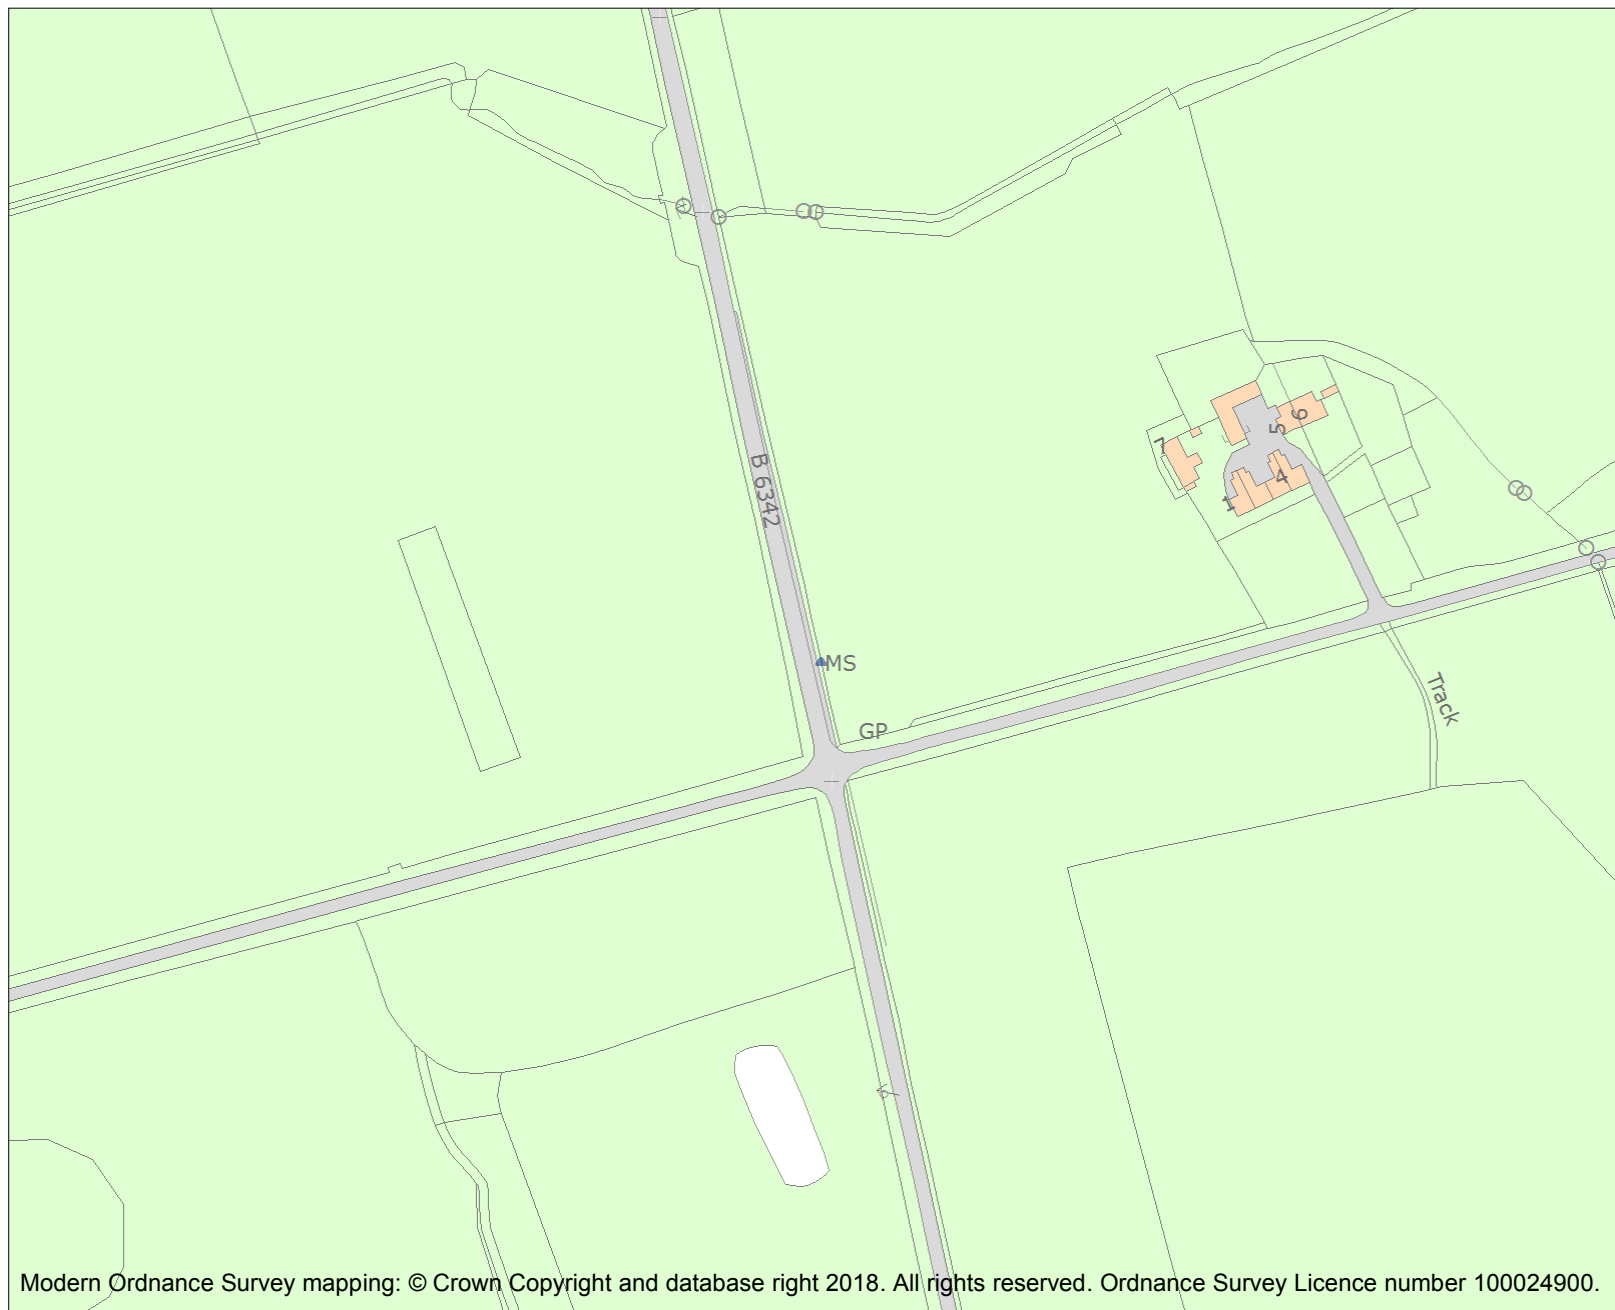 6
5
7
4
1
B 6342
MS
Track
GP
Modern Ordnance Survey mapping: © Crown Copyright and database right 2018. All rights reserved. Ordnance Survey Licence number 100024900.